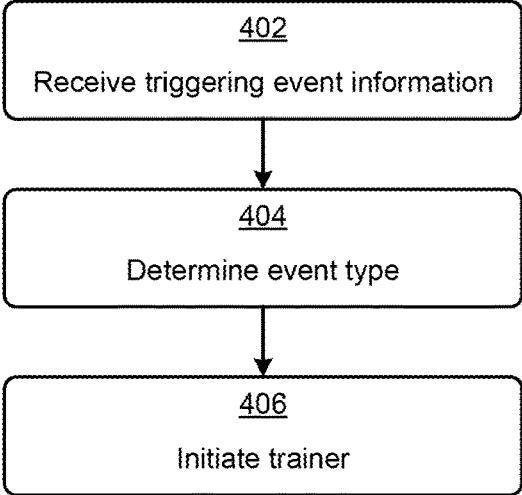 402
Receive triggering event information
404
Determine event type
406
Initiate trainer